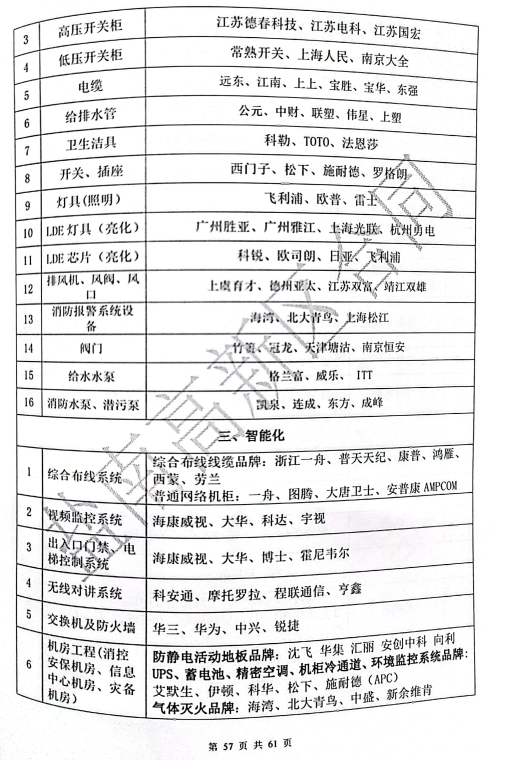 3 高压开关柜 江苏德春科技、江苏电科、江苏国宏
4 低压开关柜 常熟开关、上海人民、南京大全
5 电缆 远东、江南、上上、宝胜、宝华、东强
6 给排水管 公元、中财、联塑、伟星、上塑
7 卫生洁具 科勒、TOTO、法恩莎
8 开关、插座 西门子、松下、施耐德、罗格朗
9 灯具(照明) 飞利浦、欧普、雷士
10 LDE 灯具（亮化） 广州胜亚、广州雅江、上海光联、杭州勇电
11 LDE 芯片（亮化） 科锐、欧司朗、日亚、飞利浦
12 排风机、风阀、风
口 上虞育才、德州亚太、江苏双富、靖江双雄
13 消防报警系统设
备 海湾、北大青鸟、上海松江
14 阀门 竹箦、冠龙、天津塘沽、南京恒安
15 给水水泵 格兰富、威乐、 ITT
16 消防水泵、潜污泵 凯泉、连成、东方、成峰
三、智能化
1 综合布线系统 综合布线线缆品牌：浙江一舟、普天天纪、康普、鸿雁、
西蒙、劳兰
普通网络机柜：一舟、图腾、大唐卫士、安普康 AMPCOM
2 视频监控系统 海康威视、大华、科达、宇视
3 出入口门禁、电
梯控制系统 海康威视、大华、博士、霍尼韦尔
4 无线对讲系统 科安通、摩托罗拉、程联通信、亨鑫
5 交换机及防火墙 华三、华为、中兴、锐捷
6 机房工程(消控
安保机房、信息
中心机房、灾备
机房) 防静电活动地板品牌：沈飞 华集 汇丽 安创中科 向利
UPS、蓄电池、精密空调、机柜冷通道、环境监控系统品牌:
艾默生、伊顿、科华、松下、施耐德（APC）
气体灭火品牌：海湾、北大青鸟、中盛、新余维肯
第 57 页 共 61 页
盐南高新区合同